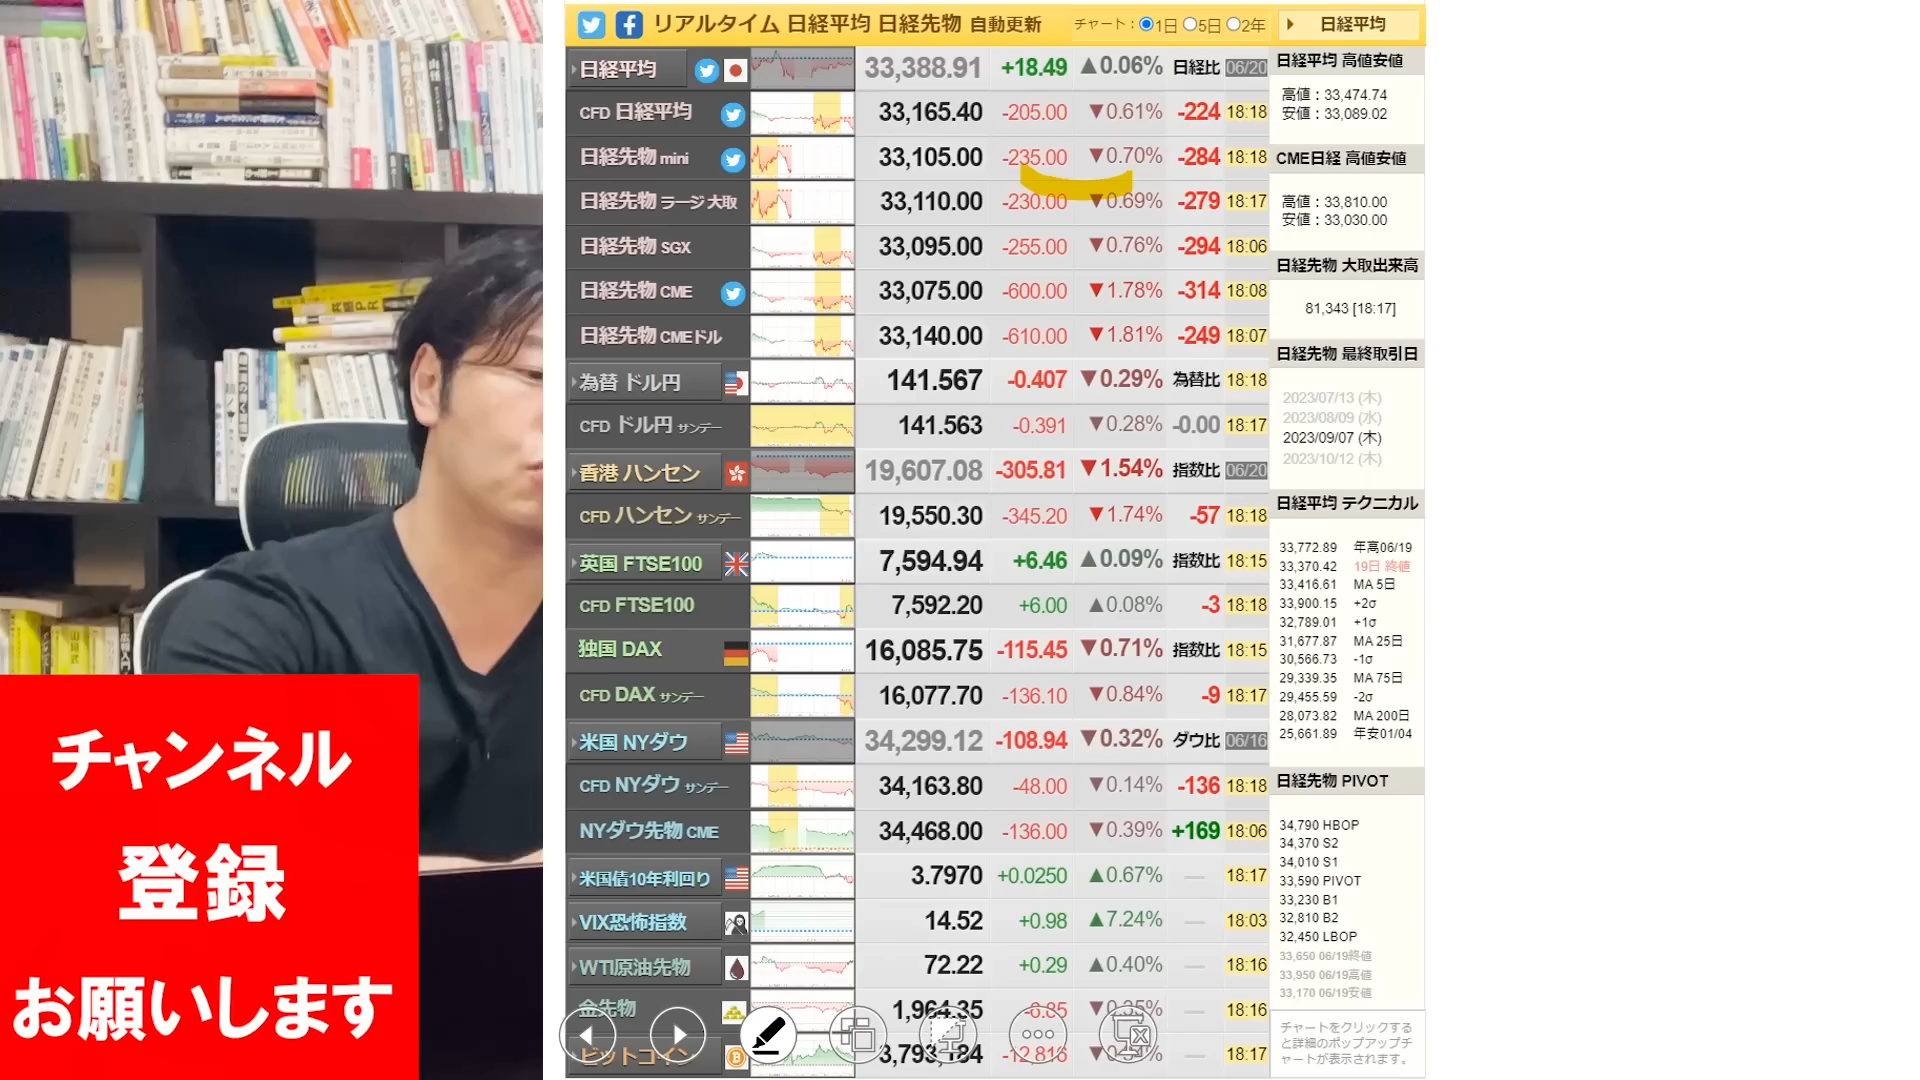 リアルタイム 日経平均 日経先物 自動更新 チャート： 1日 5日 2年 日経平均
日経平均 33,388.91 +18.49 ▲0.06% 日経比 06/20
CFD 日経平均 33,165.40 -205.00 ▼0.61% -224 18:18
日経先物 mini 33,105.00 -235.00 ▼0.70% -284 18:18
日経先物 ラージ 大取 33,110.00 -230.00 ▼0.69% -279 18:17
日経先物 SGX 33,095.00 -255.00 ▼0.76% -294 18:06
日経先物 CME 33,075.00 -600.00 ▼1.78% -314 18:08
日経先物 CMEドル 33,140.00 -610.00 ▼1.81% -249 18:07
為替 ドル円 141.567 -0.407 ▼0.29% 為替比 18:18
CFD ドル円 サンデー 141.563 -0.391 ▼0.28% -0.00 18:17
香港 ハンセン 19,607.08 -305.81 ▼1.54% 指数比 06/20
CFD ハンセン サンデー 19,550.30 -345.20 ▼1.74% -57 18:18
英国 FTSE100 7,594.94 +6.46 ▲0.09% 指数比 18:15
CFD FTSE100 7,592.20 +6.00 ▲0.08% -3 18:18
独国 DAX 16,085.75 -115.45 ▼0.71% 指数比 18:15
CFD DAX サンデー 16,077.70 -136.10 ▼0.84% -9 18:17
米国 NYダウ 34,299.12 -108.94 ▼0.32% ダウ比 06/16
CFD NYダウ サンデー 34,163.80 -48.00 ▼0.14% -136 18:18
NYダウ先物 CME 34,468.00 -136.00 ▼0.39% +169 18:06
米国債10年利回り 3.7970 +0.0250 ▲0.67% — 18:17
VIX恐怖指数 14.52 +0.98 ▲7.24% — 18:03
WTI原油先物 72.22 +0.29 ▲0.40% — 18:16
金先物 1,964.35 -6.85 — 18:16
ビットコイン -12,816 — 18:17
日経平均 高値安値
高値：33,474.74
安値：33,089.02
CME日経 高値安値
高値：33,810.00
安値：33,030.00
日経先物 大取出来高
81,343 [18:17]
日経先物 最終取引日
2023/07/13 (木)
2023/08/09 (水)
2023/09/07 (木)
2023/10/12 (木)
日経平均 テクニカル
33,772.89 年高06/19
33,370.42 19日 終値
33,416.61 MA 5日
33,900.15 +2σ
32,789.01 +1σ
31,677.87 MA 25日
30,566.73 -1σ
29,339.35 MA 75日
29,455.59 -2σ
28,073.82 MA 200日
25,661.89 年安01/04
日経先物 PIVOT
34,790 HBOP
34,370 S2
34,010 S1
33,590 PIVOT
33,230 B1
32,810 B2
32,450 LBOP
33,650 06/19終値
33,950 06/19高値
33,170 06/19安値
チャートをクリックする
と詳細のポップアップチ
ャートが表示されます。
チャンネル
登録
お願いします